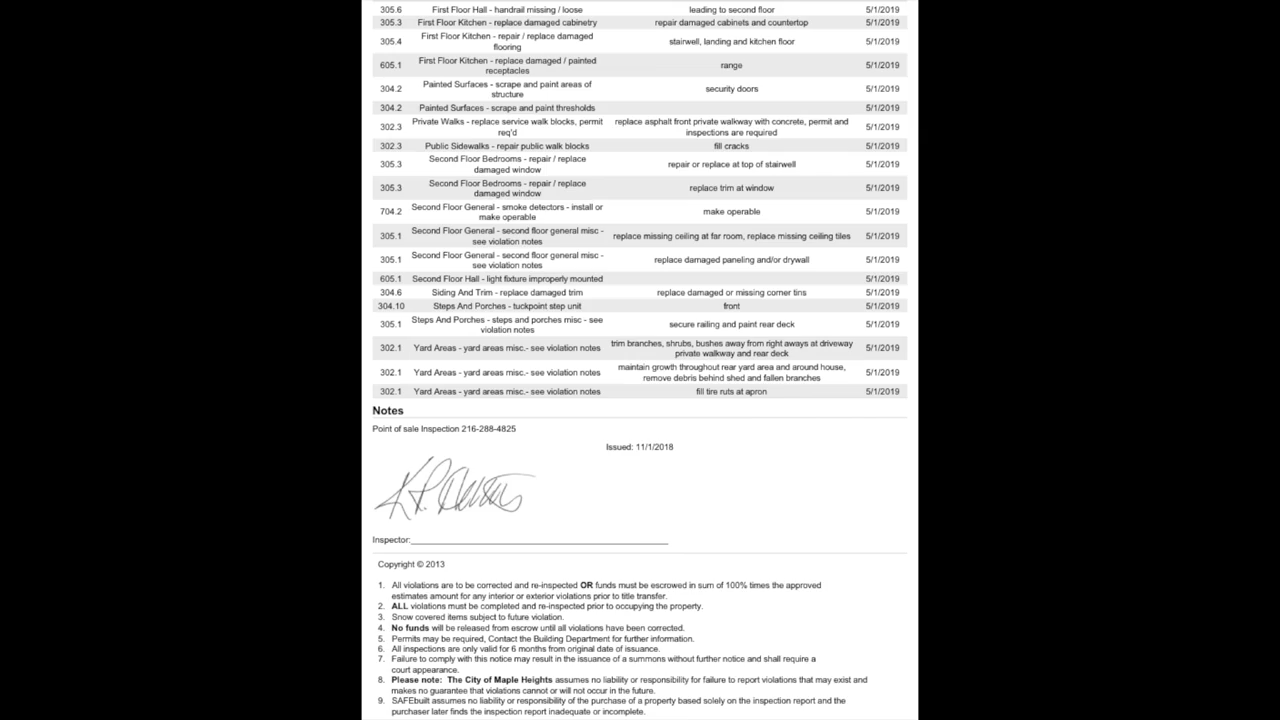 305.6 First Floor Hall - handrail missing / loose leading to second floor 5/1/2019
305.3 First Floor Kitchen - replace damaged cabinetry repair damaged cabinets and countertop 5/1/2019
305.4 First Floor Kitchen - repair / replace damaged flooring stairwell, landing and kitchen floor 5/1/2019
605.1 First Floor Kitchen - replace damaged / painted receptacles range 5/1/2019
304.2 Painted Surfaces - scrape and paint areas of structure security doors 5/1/2019
304.2 Painted Surfaces - scrape and paint thresholds 5/1/2019
302.3 Private Walks - replace service walk blocks, permit req'd replace asphalt front private walkway with concrete, permit and inspections are required 5/1/2019
302.3 Public Sidewalks - repair public walk blocks fill cracks 5/1/2019
305.3 Second Floor Bedrooms - repair / replace damaged window repair or replace at top of stairwell 5/1/2019
305.3 Second Floor Bedrooms - repair / replace damaged window replace trim at window 5/1/2019
704.2 Second Floor General - smoke detectors - install or make operable make operable 5/1/2019
305.1 Second Floor General - second floor general misc - see violation notes replace missing ceiling at far room, replace missing ceiling tiles 5/1/2019
305.1 Second Floor General - second floor general misc - see violation notes replace damaged paneling and/or drywall 5/1/2019
605.1 Second Floor Hall - light fixture improperly mounted 5/1/2019
304.6 Siding And Trim - replace damaged trim replace damaged or missing corner tins 5/1/2019
304.10 Steps And Porches - tuckpoint step unit front 5/1/2019
305.1 Steps And Porches - steps and porches misc - see violation notes secure railing and paint rear deck 5/1/2019
302.1 Yard Areas - yard areas misc.- see violation notes trim branches, shrubs, bushes away from right aways at driveway private walkway and rear deck 5/1/2019
302.1 Yard Areas - yard areas misc.- see violation notes maintain growth throughout rear yard area and around house, remove debris behind shed and fallen branches 5/1/2019
302.1 Yard Areas - yard areas misc.- see violation notes fill tire ruts at apron 5/1/2019
Notes
Point of sale Inspection 216-288-4825
Issued: 11/1/2018
Inspector:
Copyright © 2013
1. All violations are to be corrected and re-inspected OR funds must be escrowed in sum of 100% times the approved
estimates amount for any interior or exterior violations prior to title transfer.
2. ALL violations must be completed and re-inspected prior to occupying the property.
3. Snow covered items subject to future violation.
4. No funds will be released from escrow until all violations have been corrected.
5. Permits may be required, Contact the Building Department for further information.
6. All inspections are only valid for 6 months from original date of issuance.
7. Failure to comply with this notice may result in the issuance of a summons without further notice and shall require a
court appearance.
8. Please note: The City of Maple Heights assumes no liability or responsibility for failure to report violations that may exist and
makes no guarantee that violations cannot or will not occur in the future.
9. SAFEbuilt assumes no liability or responsibility of the purchase of a property based solely on the inspection report and the
purchaser later finds the inspection report inadequate or incomplete.